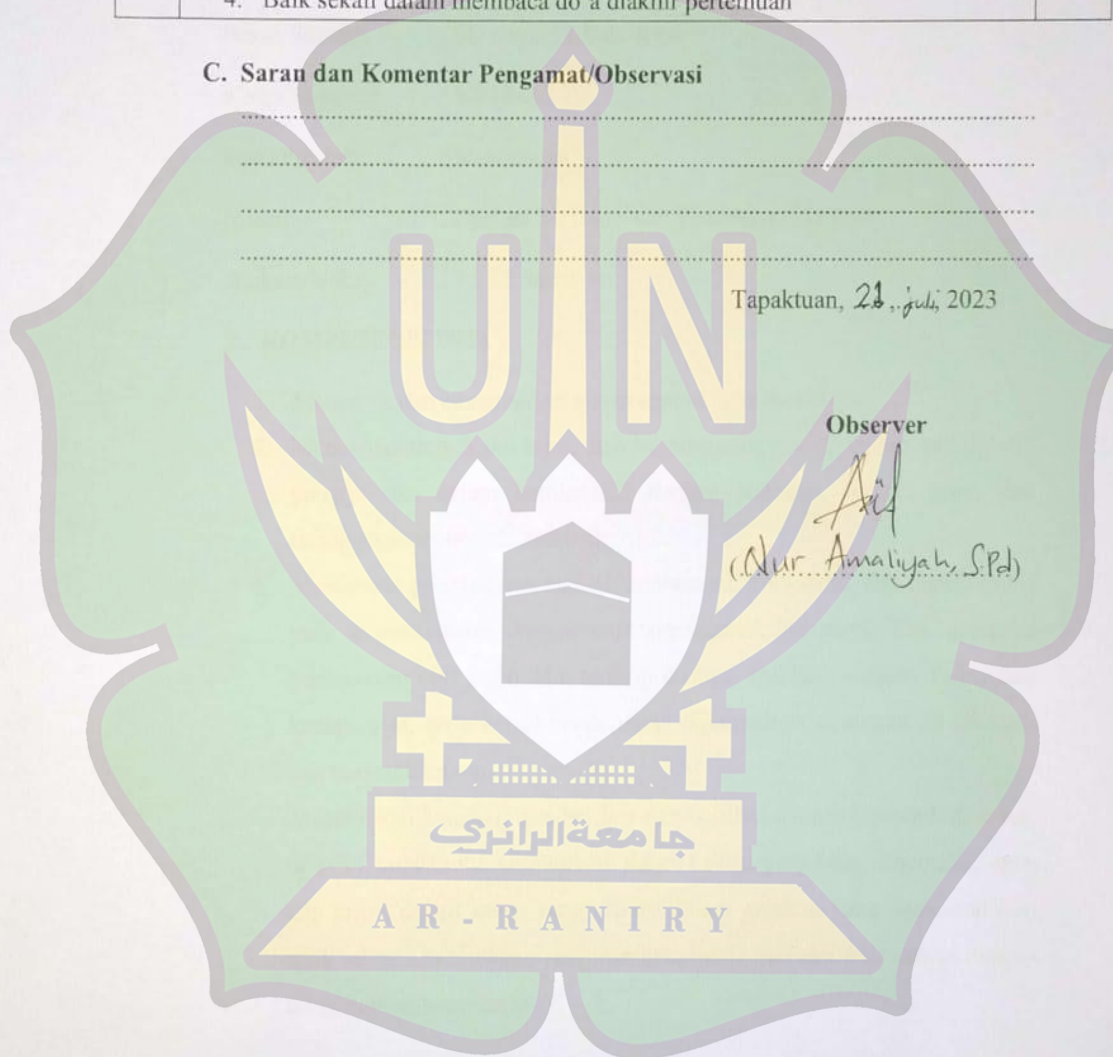 4. Baik sekali dalam membaca do'a diakhir pertemuan
C. Saran dan Komentar Pengamat/Observasi
Tapaktuan, 21, juli, 2023
Observer
(Nur Amaliyah, S.Pd)
UIN
جامعة الرانري
AR-RANIRY